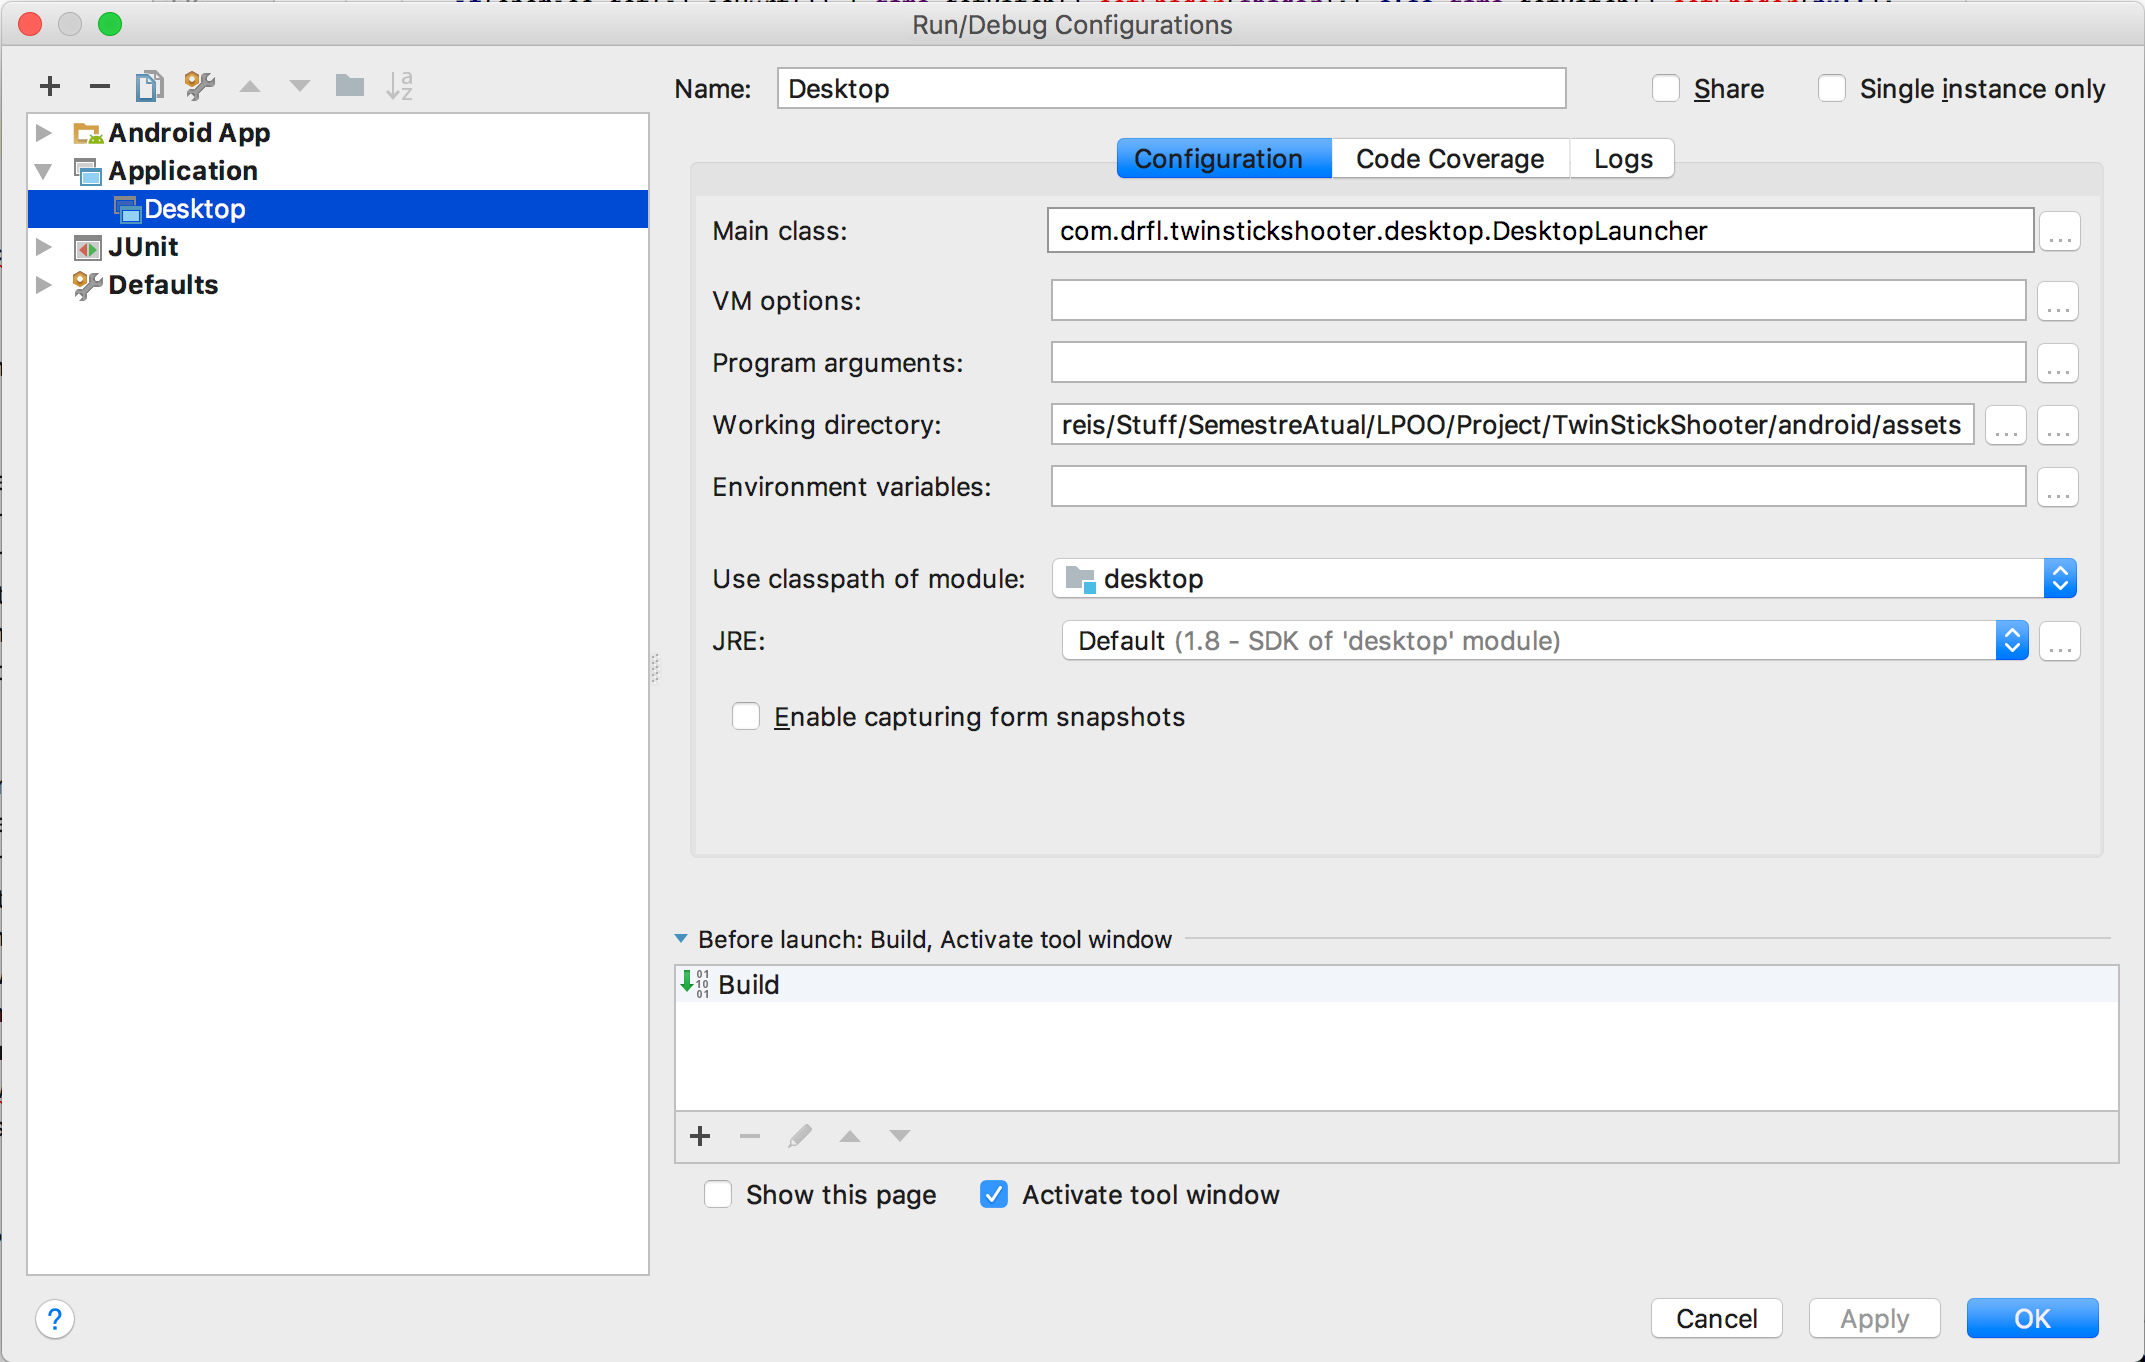 Run/Debug Configurations
Name: Desktop Share Single instance only
Android App
Application
Desktop
JUnit
Defaults
Configuration Code Coverage Logs
Main class: com.drfl.twinstickshooter.desktop.DesktopLauncher ...
VM options: ...
Program arguments: ...
Working directory: reis/Stuff/SemestreAtual/LPOO/Project/TwinStickShooter/android/assets ... ...
Environment variables: ...
Use classpath of module: desktop
JRE: Default (1.8 - SDK of 'desktop' module) ...
Enable capturing form snapshots
Before launch: Build, Activate tool window
Build
Show this page Activate tool window
? Cancel Apply OK